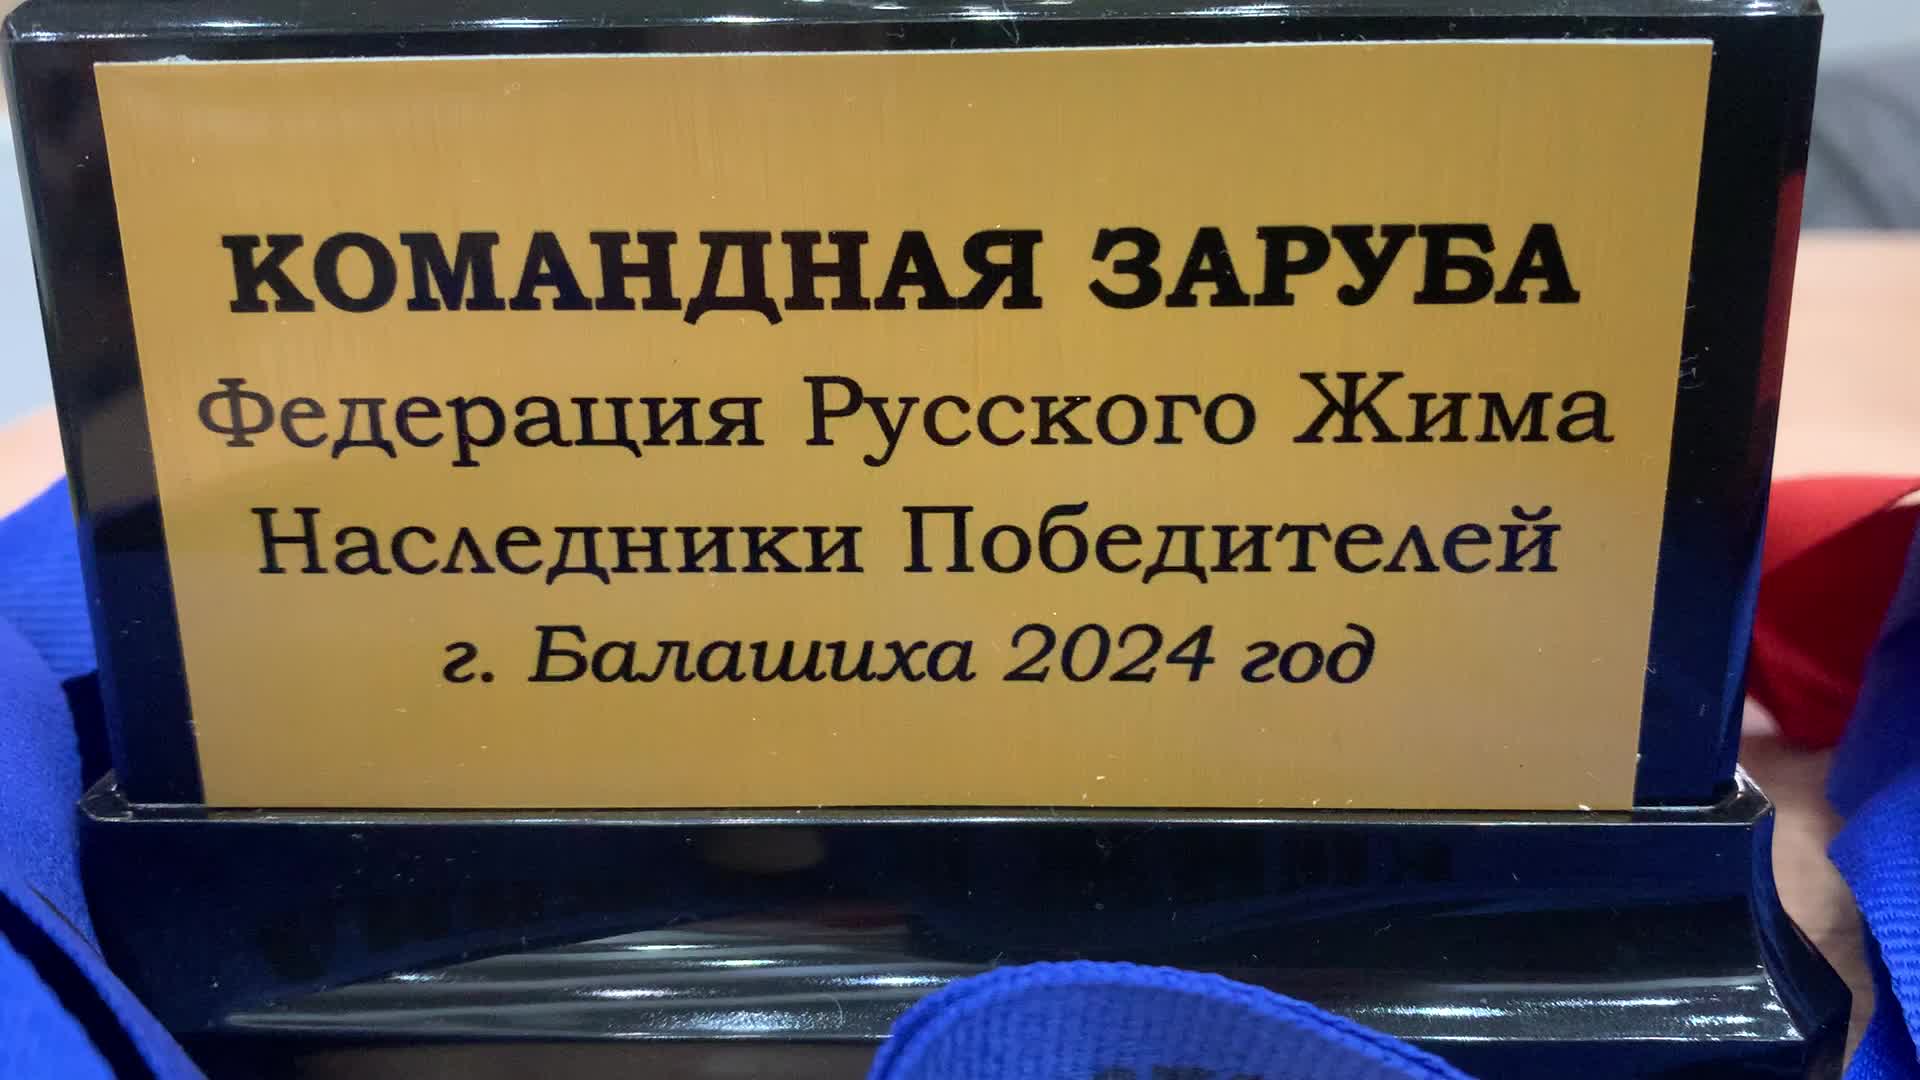 КОМАНДНАЯ ЗАРУБА
Федерация Русского Жима
Наследники Победителей
г. Балашиха 2024 год